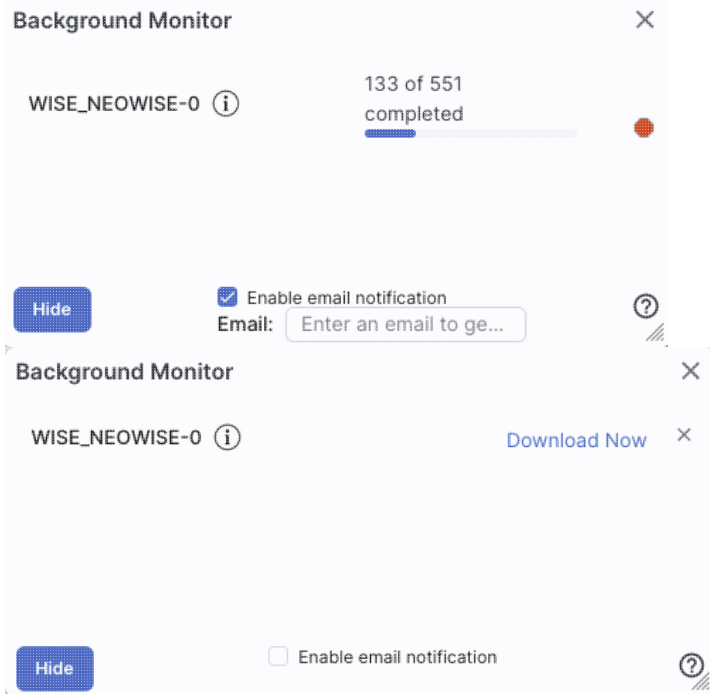 Background Monitor
WISE_NEOWISE-0
133 of 551
completed
Hide
Enable email notification
Email: Enter an email to ge...
Background Monitor
WISE_NEOWISE-0
Download Now
Hide
Enable email notification